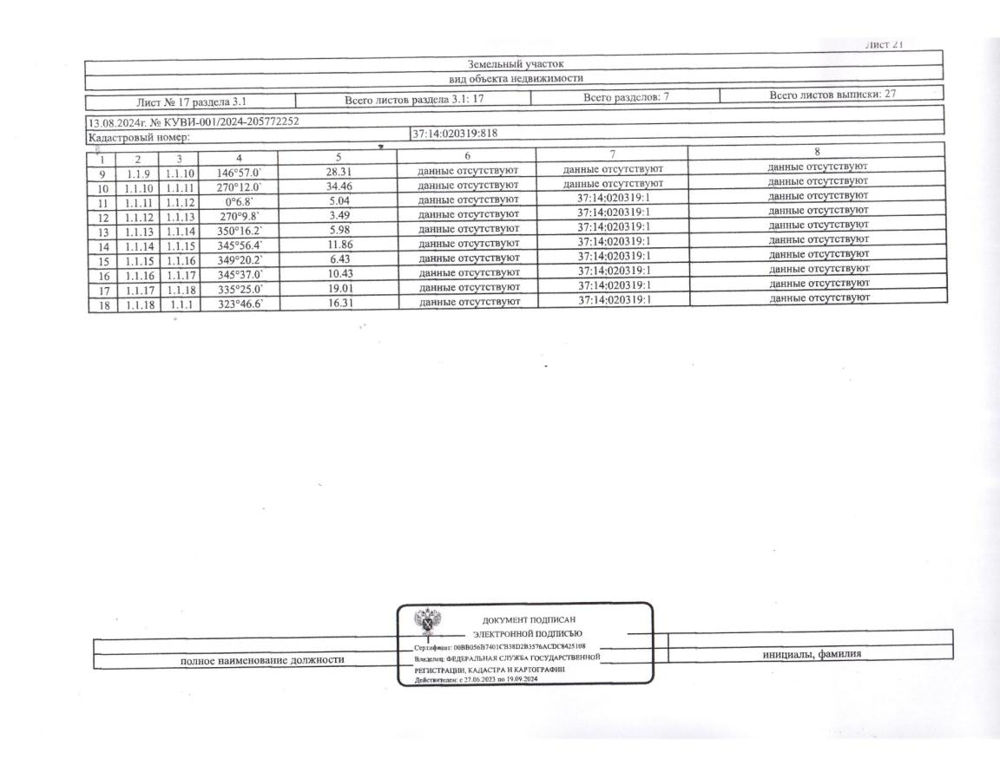 Лист 21
Земельный участок
вид объекта недвижимости
Лист № 17 раздела 3.1 Всего листов раздела 3.1: 17 Всего разделов: 7 Всего листов выписки: 27
13.08.2024г. № КУВИ-001/2024-205772252
Кадастровый номер: 37:14:020319:818
1 2 3 4 5 6 7 8
9 1.1.9 1.1.10 146°57.0` 28.31 данные отсутствуют данные отсутствуют данные отсутствуют
10 1.1.10 1.1.11 270°12.0` 34.46 данные отсутствуют данные отсутствуют данные отсутствуют
11 1.1.11 1.1.12 0°6.8` 5.04 данные отсутствуют 37:14:020319:1 данные отсутствуют
12 1.1.12 1.1.13 270°9.8` 3.49 данные отсутствуют 37:14:020319:1 данные отсутствуют
13 1.1.13 1.1.14 350°16.2` 5.98 данные отсутствуют 37:14:020319:1 данные отсутствуют
14 1.1.14 1.1.15 345°56.4` 11.86 данные отсутствуют 37:14:020319:1 данные отсутствуют
15 1.1.15 1.1.16 349°20.2` 6.43 данные отсутствуют 37:14:020319:1 данные отсутствуют
16 1.1.16 1.1.17 345°37.0` 10.43 данные отсутствуют 37:14:020319:1 данные отсутствуют
17 1.1.17 1.1.18 335°25.0` 19.01 данные отсутствуют 37:14:020319:1 данные отсутствуют
18 1.1.18 1.1.1 323°46.6` 16.31 данные отсутствуют 37:14:020319:1 данные отсутствуют
ДОКУМЕНТ ПОДПИСАН
ЭЛЕКТРОННОЙ ПОДПИСЬЮ
Сертификат: 00BB056B7401CB38D2B3576ACDC8425108
Владелец: ФЕДЕРАЛЬНАЯ СЛУЖБА ГОСУДАРСТВЕННОЙ
РЕГИСТРАЦИИ, КАДАСТРА И КАРТОГРАФИИ
Действителен: с 27.06.2023 по 19.09.2024
полное наименование должности инициалы, фамилия